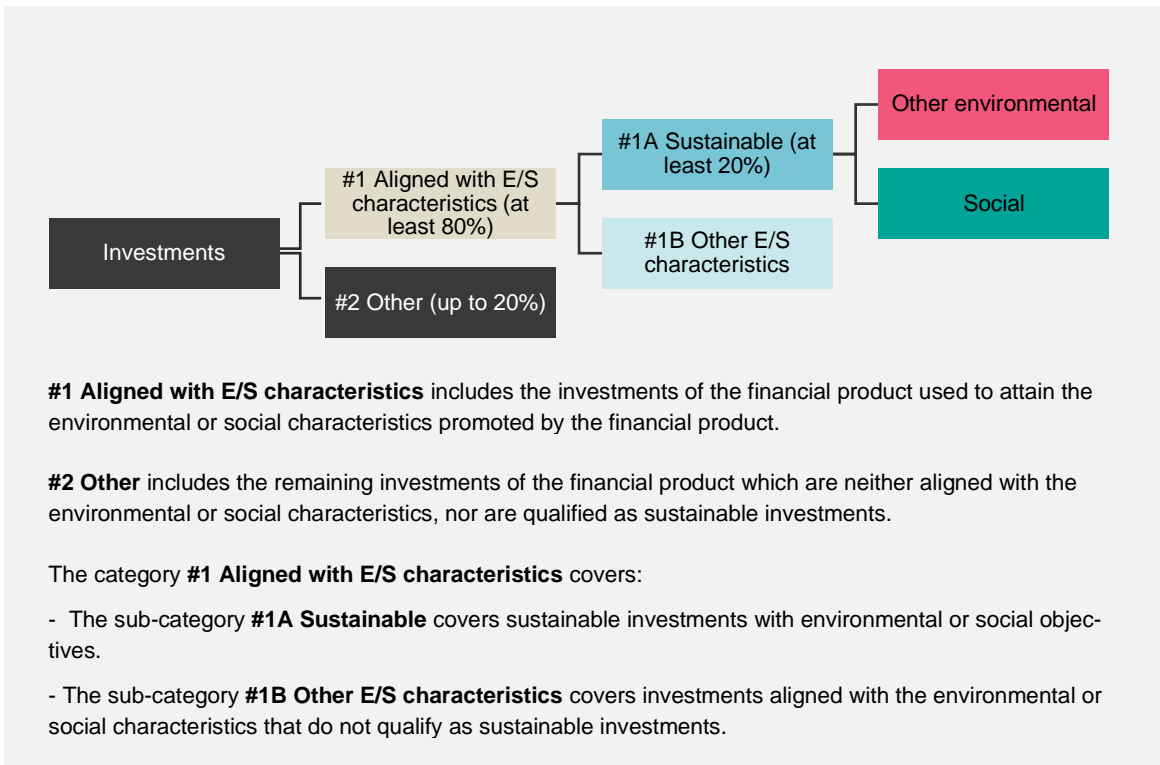 Other environmental
#1A Sustainable (at
least 20%)
#1 Aligned with E/S
characteristics (at
least 80%)
Social
Investments
#1B Other E/S
characteristics
#2 Other (up to 20%)
#1 Aligned with E/S characteristics includes the investments of the financial product used to attain the
environmental or social characteristics promoted by the financial product.
#2 Other includes the remaining investments of the financial product which are neither aligned with the
environmental or social characteristics, nor are qualified as sustainable investments.
The category #1 Aligned with E/S characteristics covers:
- The sub-category #1A Sustainable covers sustainable investments with environmental or social objec-
tives.
- The sub-category #1B Other E/S characteristics covers investments aligned with the environmental or
social characteristics that do not qualify as sustainable investments.